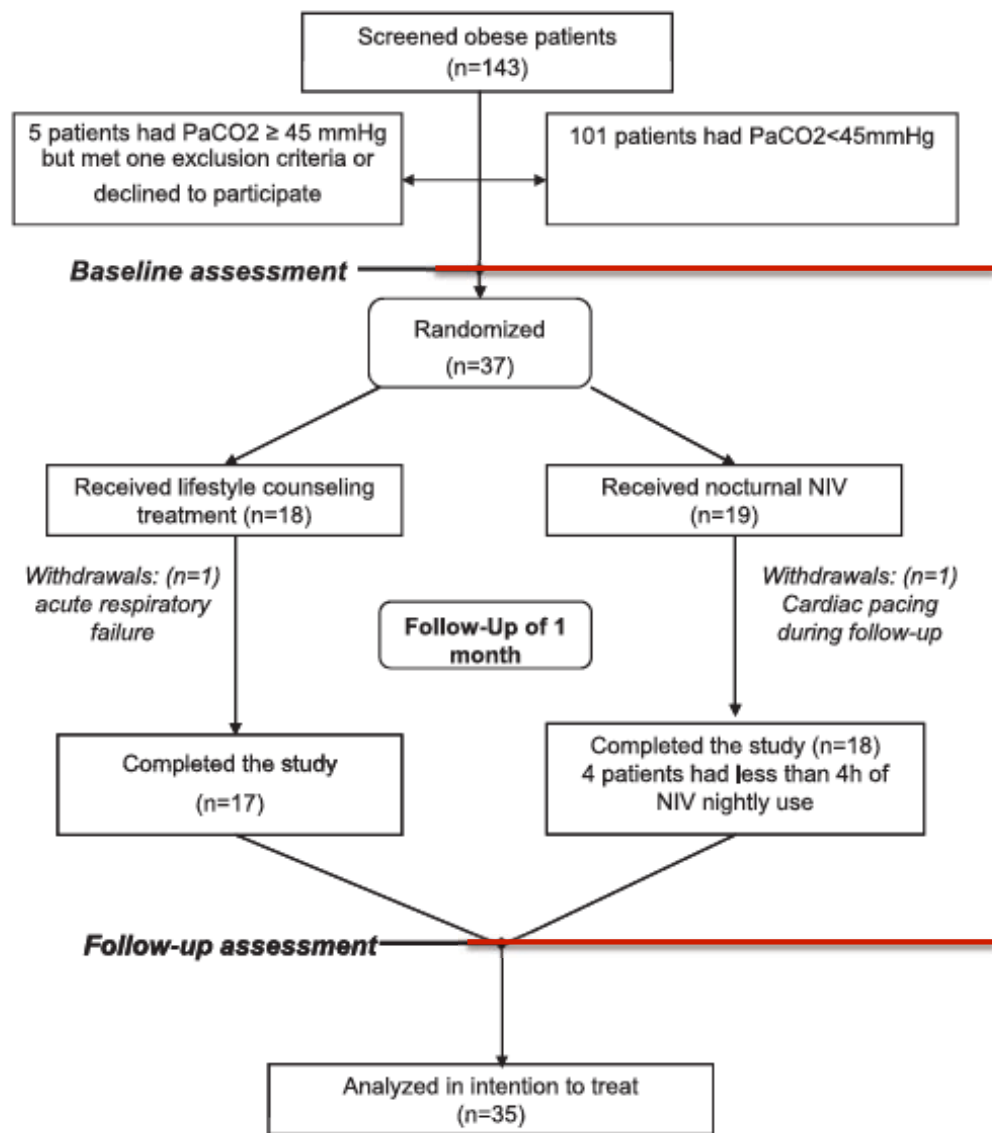 Screened obese patients
(n=143)
5 patients had PaCO2 ≥ 45 mmHg
but met one exclusion criteria or
declined to participate
101 patients had PaCO2<45mmHg
Baseline assessment
Randomized
(n=37)
Received lifestyle counseling
treatment (n=18)
Received nocturnal NIV
(n=19)
Withdrawals: (n=1)
acute respiratory
failure
Withdrawals: (n=1)
Cardiac pacing
during follow-up
Follow-Up of 1
month
Completed the study
(n=17)
Completed the study (n=18)
4 patients had less than 4h of
NIV nightly use
Follow-up assessment
Analyzed in intention to treat
(n=35)